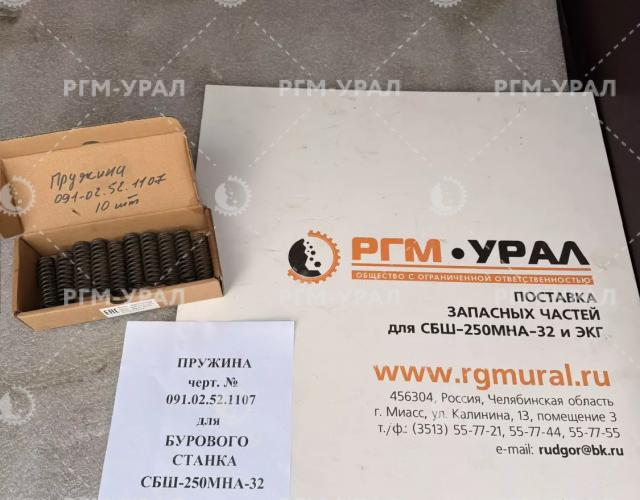 Пружина
091-02.52.1107
10 шт
EAC
РГМ•УРАЛ
ОБЩЕСТВО С ОГРАНИЧЕННОЙ ОТВЕТСТВЕННОСТЬЮ
ПОСТАВКА
ЗАПАСНЫХ ЧАСТЕЙ
для СБШ-250МНА-32 и ЭКГ
www.rgmural.ru
456304, Россия, Челябинская область
г. Миасс, ул. Калинина, 13, помещение 3
т./ф.: (3513) 55-77-21, 55-77-44, 55-77-55
e-mail: rudgor@bk.ru
ПРУЖИНА
черт. №
091.02.52.1107
для
БУРОВОГО
СТАНКА
СБШ-250МНА-32
РГМ-УРАЛ
РГМ-УРАЛ
РГМ-УРАЛ
РГМ-УРАЛ
РГМ-УРАЛ
РГМ-УРАЛ